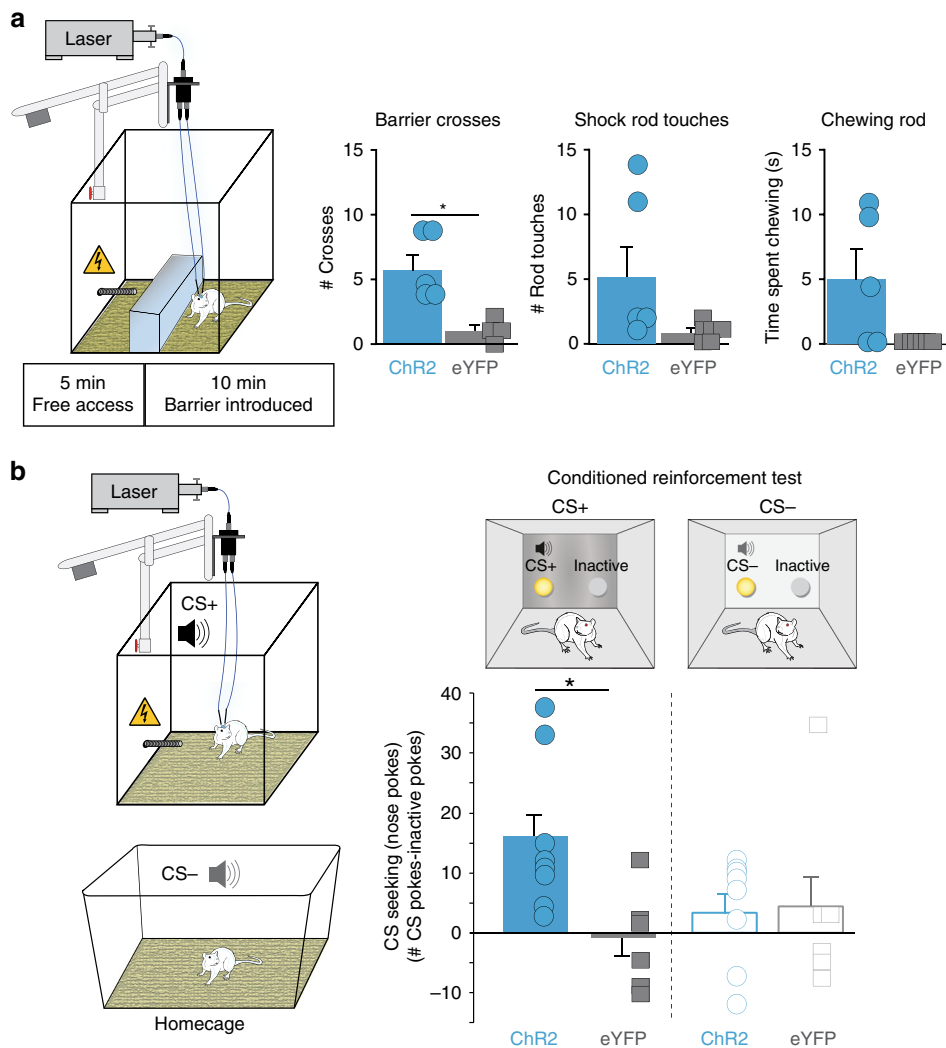 a
Laser
5 min
Free access
10 min
Barrier introduced
Barrier crosses
# Crosses
15
10
5
0
*
ChR2
eYFP
Shock rod touches
# Rod touches
15
10
5
0
ChR2
eYFP
Chewing rod
Time spent chewing (s)
15
10
5
0
ChR2
eYFP
b
Laser
CS+
CS–
Homecage
Conditioned reinforcement test
CS+
CS–
CS+
Inactive
CS–
Inactive
CS seeking (nose pokes)
(# CS pokes-inactive pokes)
40
30
20
10
0
–10
*
ChR2
eYFP
ChR2
eYFP